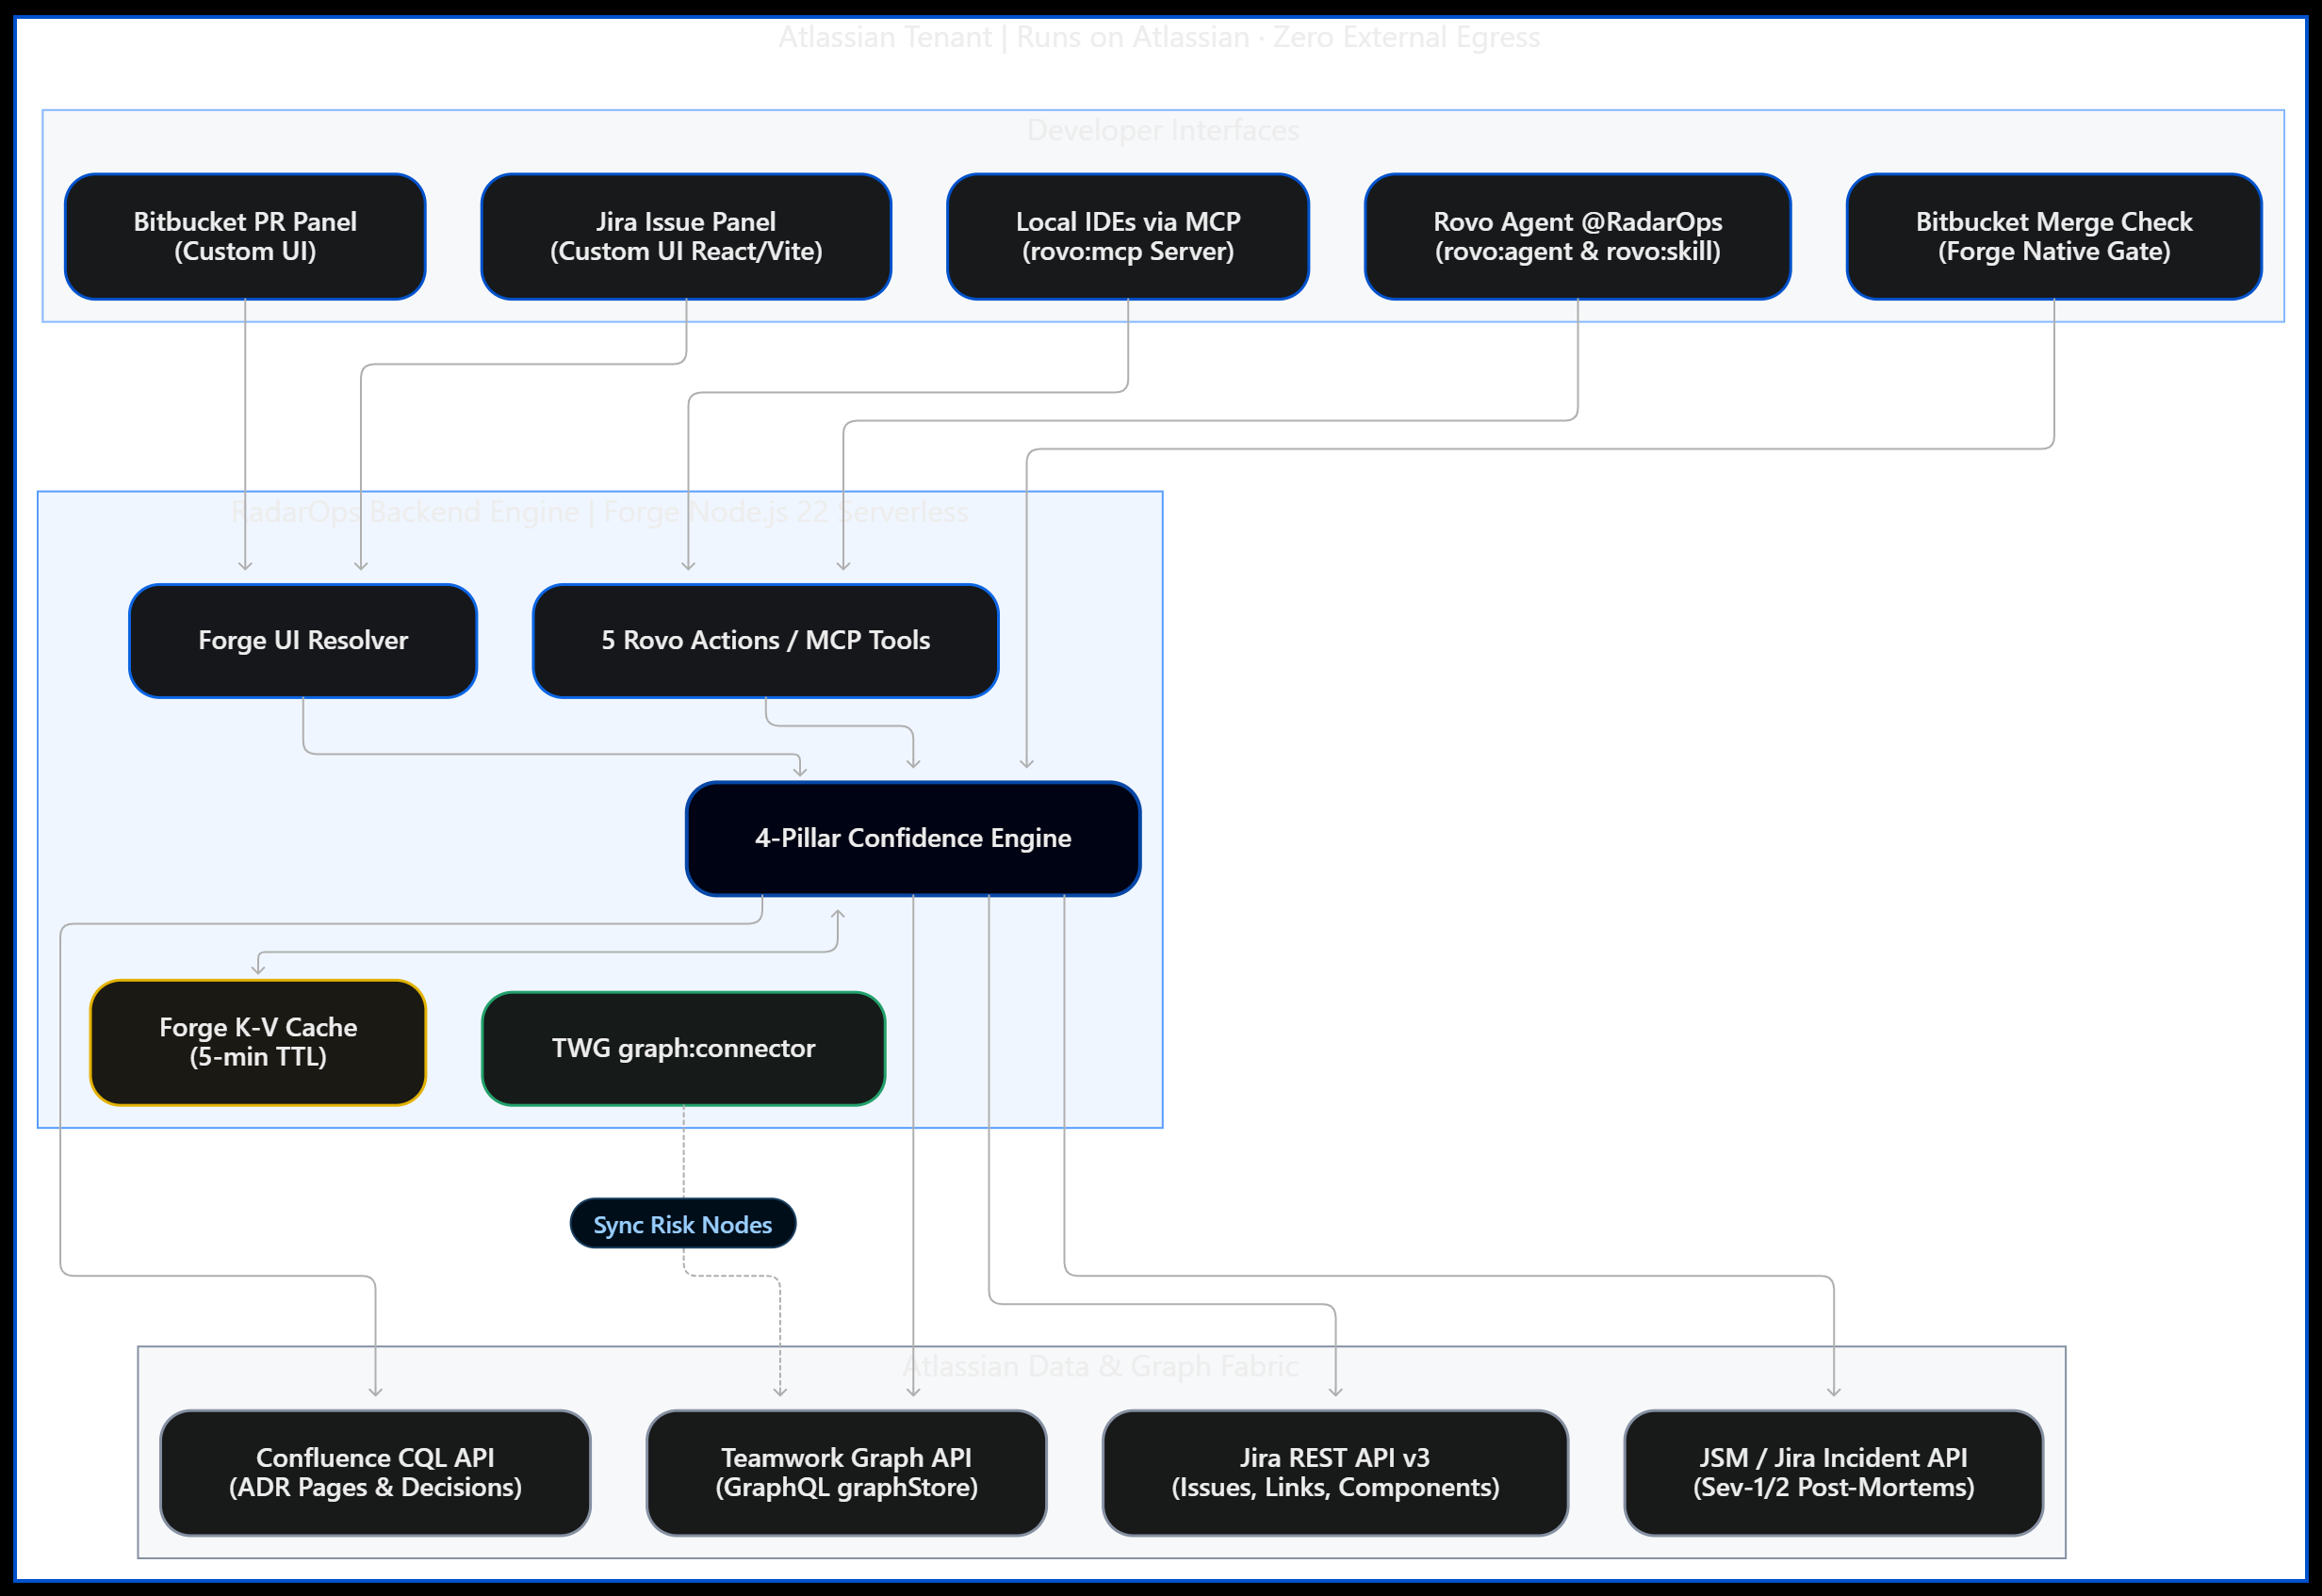 Atlassian Tenant | Runs on Atlassian · Zero External Egress
Developer Interfaces
Bitbucket PR Panel
(Custom UI)
Jira Issue Panel
(Custom UI React/Vite)
Local IDEs via MCP
(rovo:mcp Server)
Rovo Agent @RadarOps
(rovo:agent & rovo:skill)
Bitbucket Merge Check
(Forge Native Gate)
RadarOps Backend Engine | Forge Node.js 22 Serverless
Forge UI Resolver
5 Rovo Actions / MCP Tools
4-Pillar Confidence Engine
Forge K-V Cache
(5-min TTL)
TWG graph:connector
Sync Risk Nodes
Atlassian Data & Graph Fabric
Confluence CQL API
(ADR Pages & Decisions)
Teamwork Graph API
(GraphQL graphStore)
Jira REST API v3
(Issues, Links, Components)
JSM / Jira Incident API
(Sev-1/2 Post-Mortems)